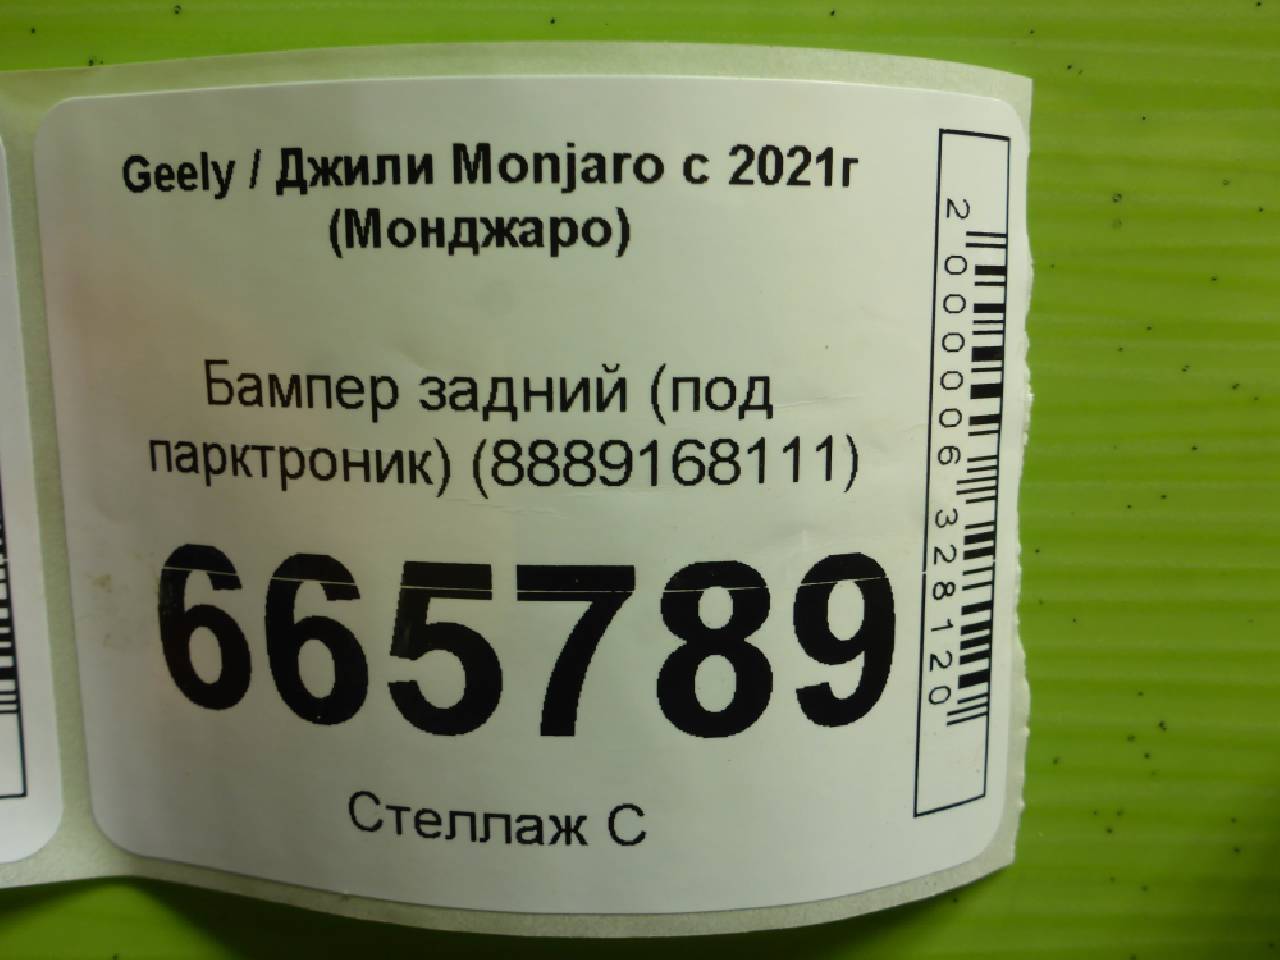 Geely / Джили Monjaro с 2021г
(Монджаро)
Бампер задний (под
парктроник) (8889168111)
665789
Стеллаж С
2000006328120